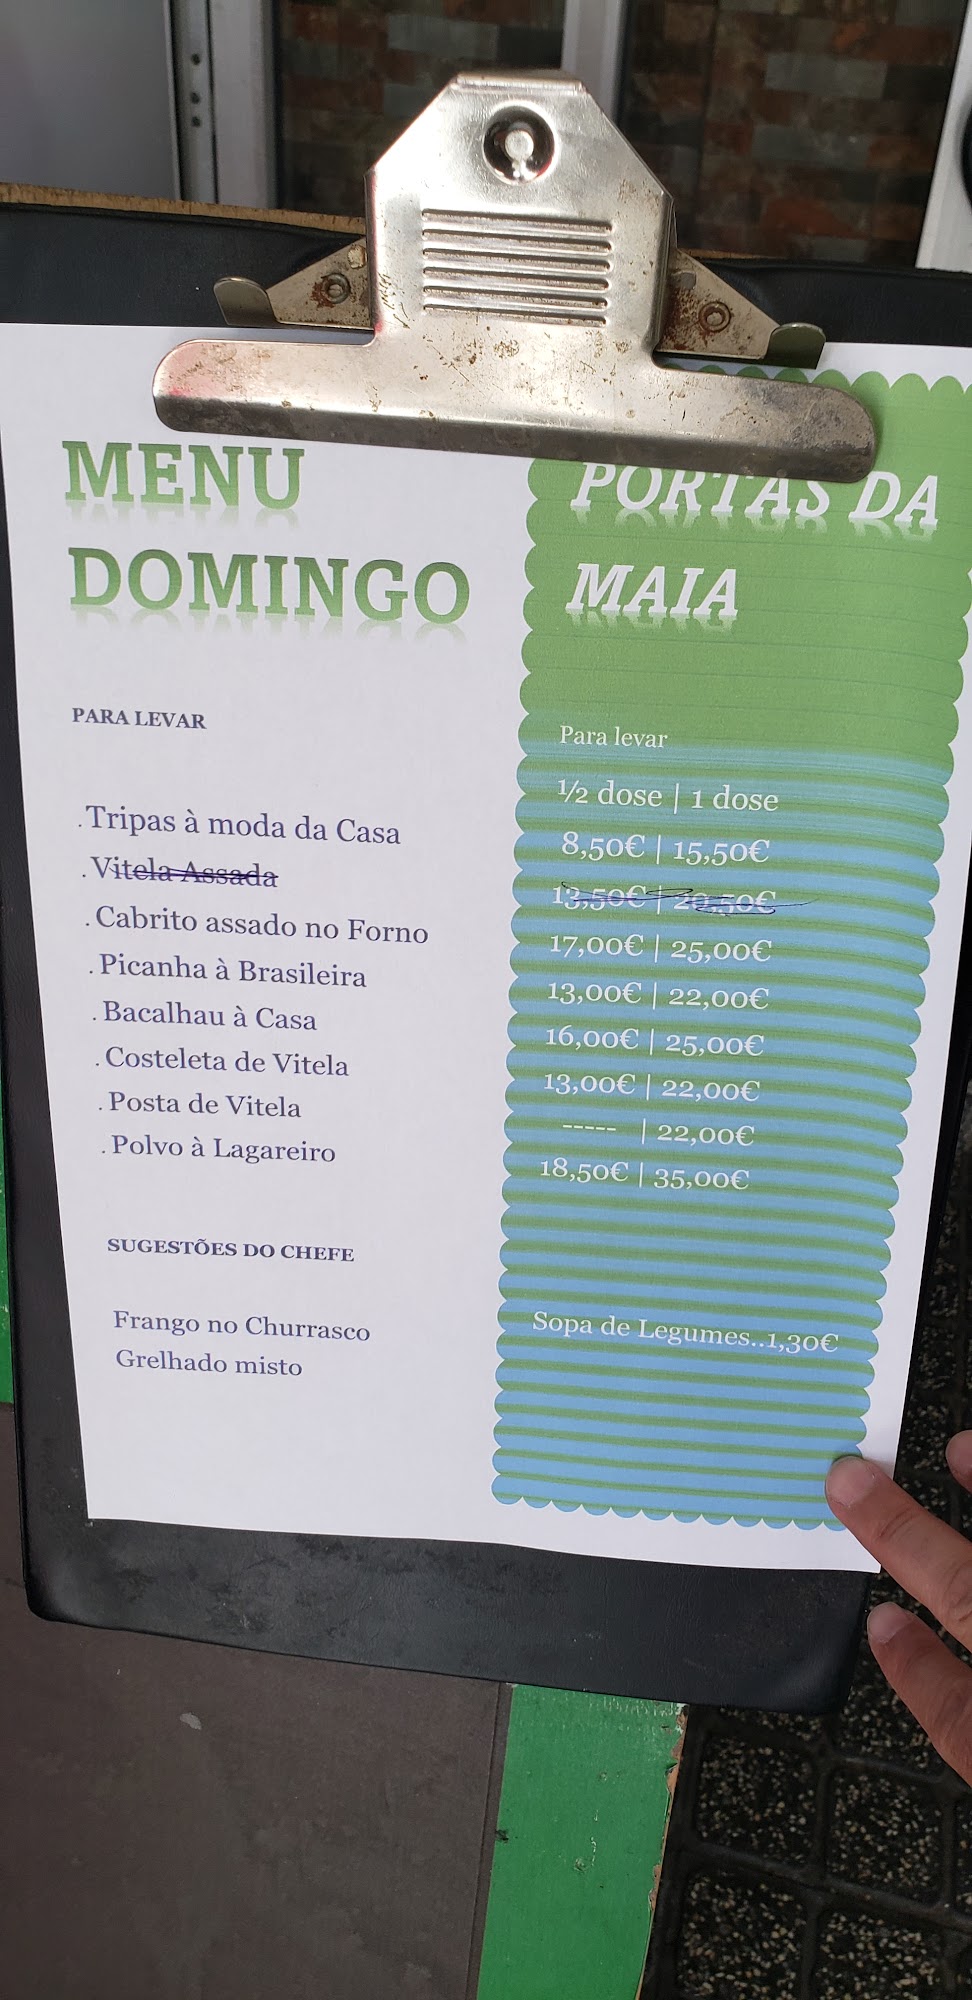 MENU
DOMINGO
PARA LEVAR
. Tripas à moda da Casa
. Vitela Assada
. Cabrito assado no Forno
. Picanha à Brasileira
. Bacalhau à Casa
. Costeleta de Vitela
. Posta de Vitela
. Polvo à Lagareiro
SUGESTÕES DO CHEFE
Frango no Churrasco
Grelhado misto
PORTAS DA
MAIA
Para levar
½ dose | 1 dose
8,50€ | 15,50€
13,50€ | 20,50€
17,00€ | 25,00€
13,00€ | 22,00€
16,00€ | 25,00€
13,00€ | 22,00€
----- | 22,00€
18,50€ | 35,00€
Sopa de Legumes..1,30€